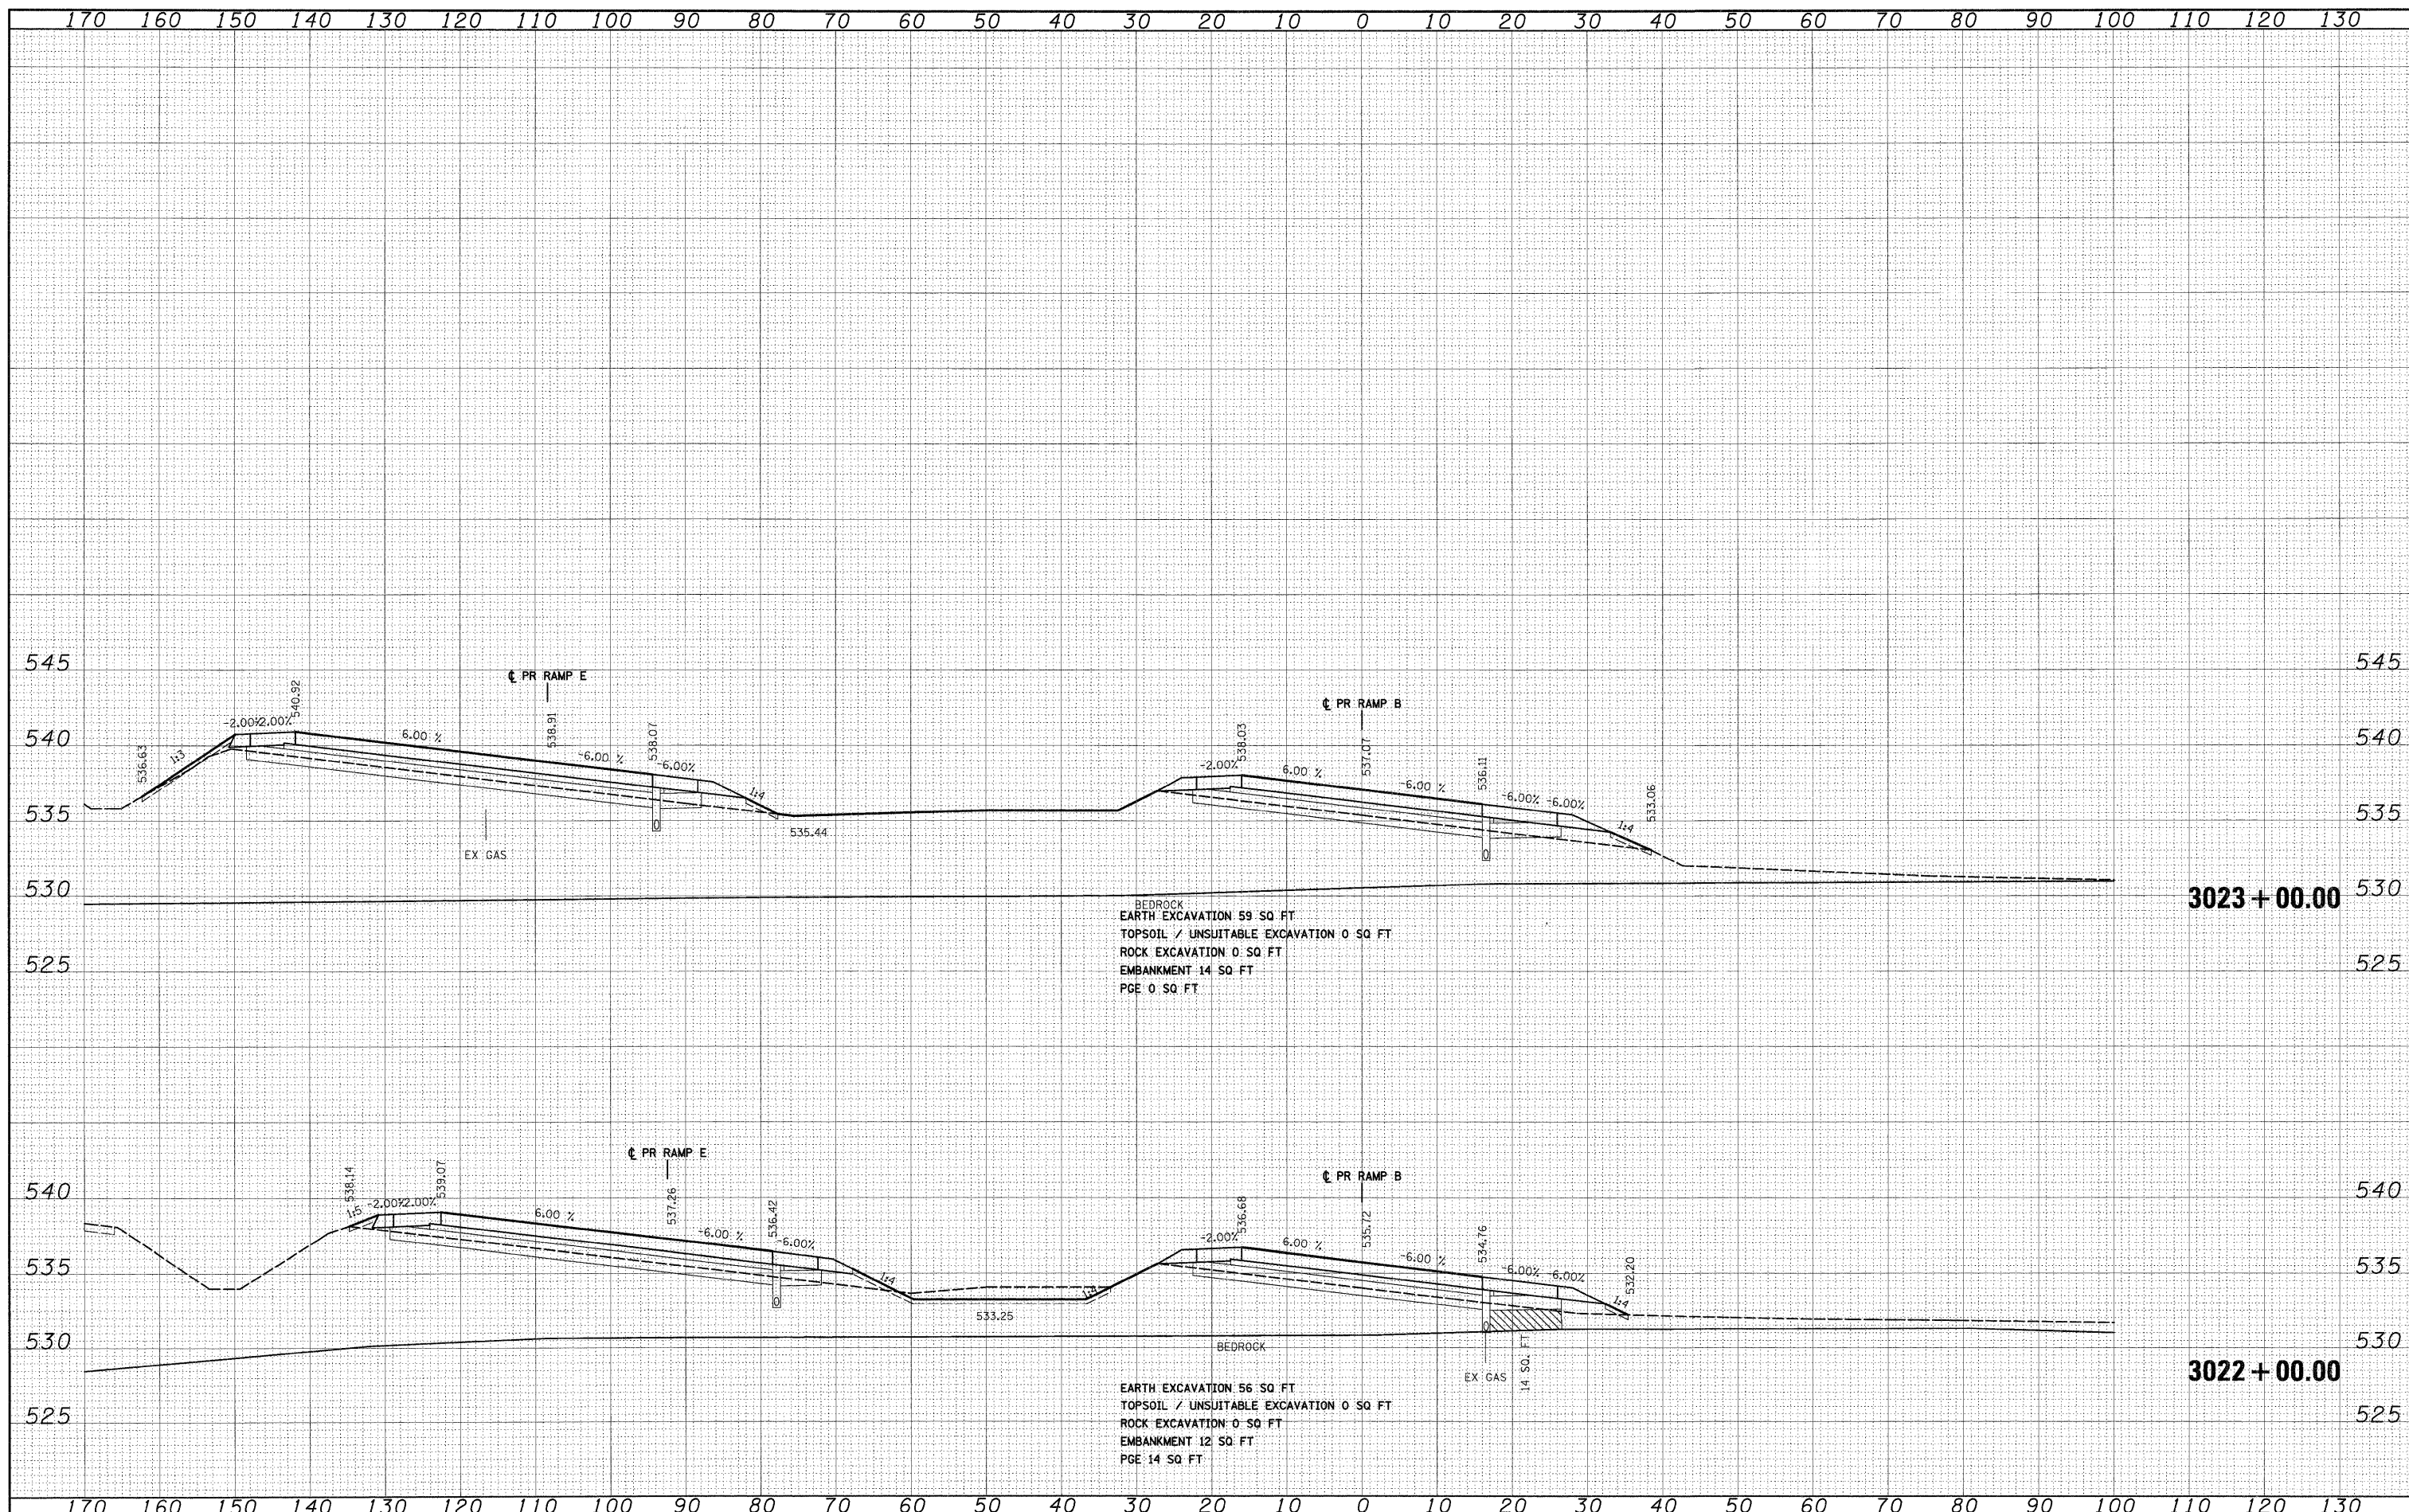 170 160 150 140 130 120 110 100 90 80 70 60 50 40 30 20 10 0 10 20 30 40 50 60 70 80 90 100 110 120 130
545 545
℄ PR RAMP E
540.92
℄ PR RAMP B
-2.00% 2.00%
538.91
538.07
538.03
537.07
540 540
6.00 %
-6.00 %
-6.00%
536.63
1:3
-2.00%
6.00 %
-6.00 %
536.11
-6.00% -6.00%
533.06
1:4
1:4
535 535
535.44
EX GAS
530 530
3023 + 00.00
BEDROCK
EARTH EXCAVATION 59 SQ FT
TOPSOIL / UNSUITABLE EXCAVATION 0 SQ FT
ROCK EXCAVATION 0 SQ FT
EMBANKMENT 14 SQ FT
PGE 0 SQ FT
525 525
℄ PR RAMP E
℄ PR RAMP B
538.14
539.07
540 540
1:5
-2.00% 2.00%
6.00 %
537.26
-6.00 %
536.42
-6.00%
536.68
535.72
-2.00%
6.00 %
-6.00 %
534.76
-6.00% 6.00%
532.20
535 535
1:4
1:4
1:4
533.25
530 530
BEDROCK
EX GAS
14 SQ. FT
3022 + 00.00
EARTH EXCAVATION 56 SQ FT
TOPSOIL / UNSUITABLE EXCAVATION 0 SQ FT
ROCK EXCAVATION 0 SQ FT
EMBANKMENT 12 SQ FT
PGE 14 SQ FT
525 525
170 160 150 140 130 120 110 100 90 80 70 60 50 40 30 20 10 0 10 20 30 40 50 60 70 80 90 100 110 120 130